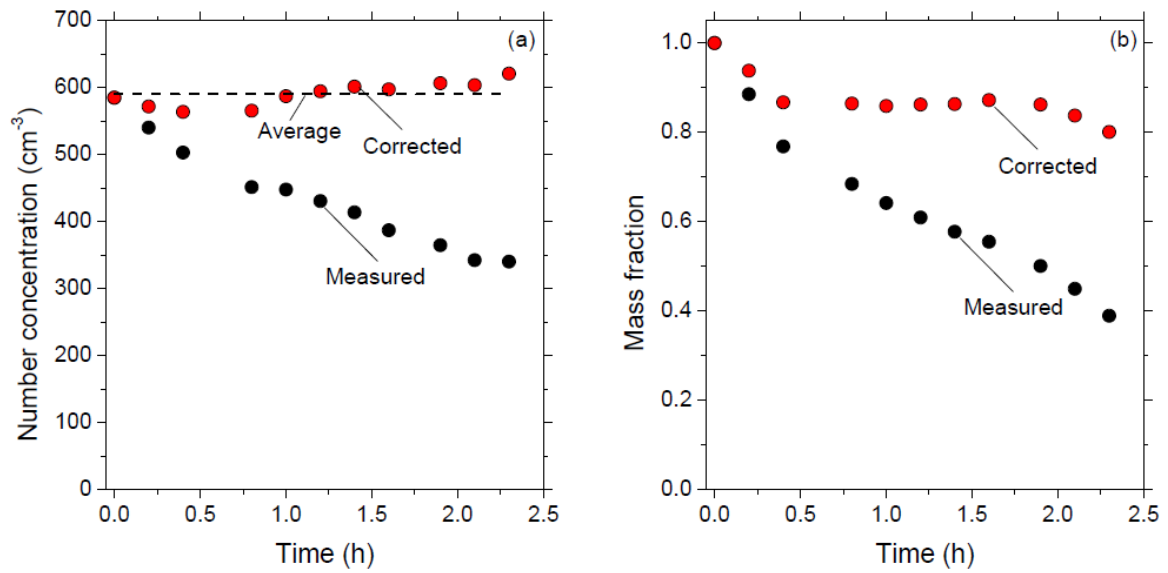 700
600
500
400
300
200
100
0
Number concentration (cm⁻³)
(a)
Average
Corrected
Measured
0.0 0.5 1.0 1.5 2.0 2.5
Time (h)
1.0
0.8
0.6
0.4
0.2
0.0
Mass fraction
(b)
Corrected
Measured
0.0 0.5 1.0 1.5 2.0 2.5
Time (h)